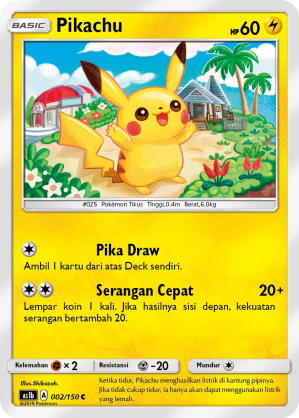 BASIC Pikachu HP60
#025 Pokémon Tikus Tinggi,0.4m Berat,6.0kg
Pika Draw
Ambil 1 kartu dari atas Deck sendiri.
Serangan Cepat 20+
Lempar koin 1 kali. Jika hasilnya sisi depan, kekuatan
serangan bertambah 20.
Kelemahan ×2 Resistansi -20 Mundur
Illus.Shibuzoh.
as1b A 002/150 C
©2019 Pokémon
Ketika tidur, Pikachu menghasilkan listrik di kantung pipinya.
Jika tidak cukup tidur, ia hanya akan dapat menggunakan listrik lemah.